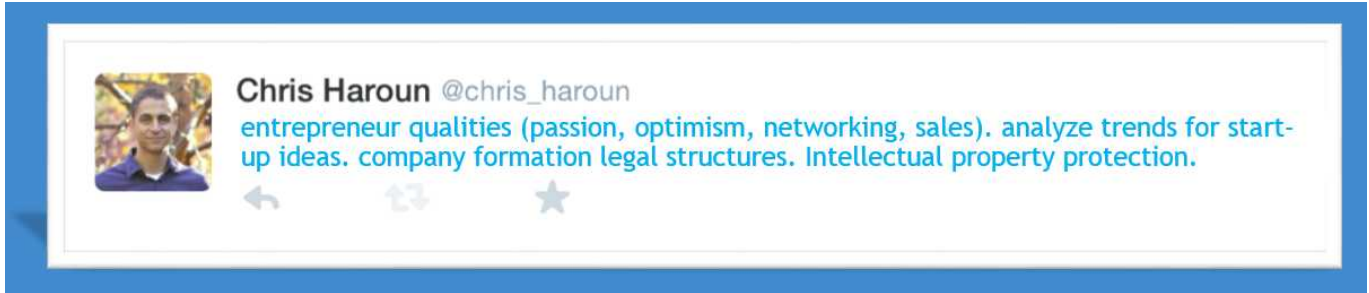 Chris Haroun @chris_haroun
entrepreneur qualities (passion, optimism, networking, sales). analyze trends for start-
up ideas. company formation legal structures. Intellectual property protection.